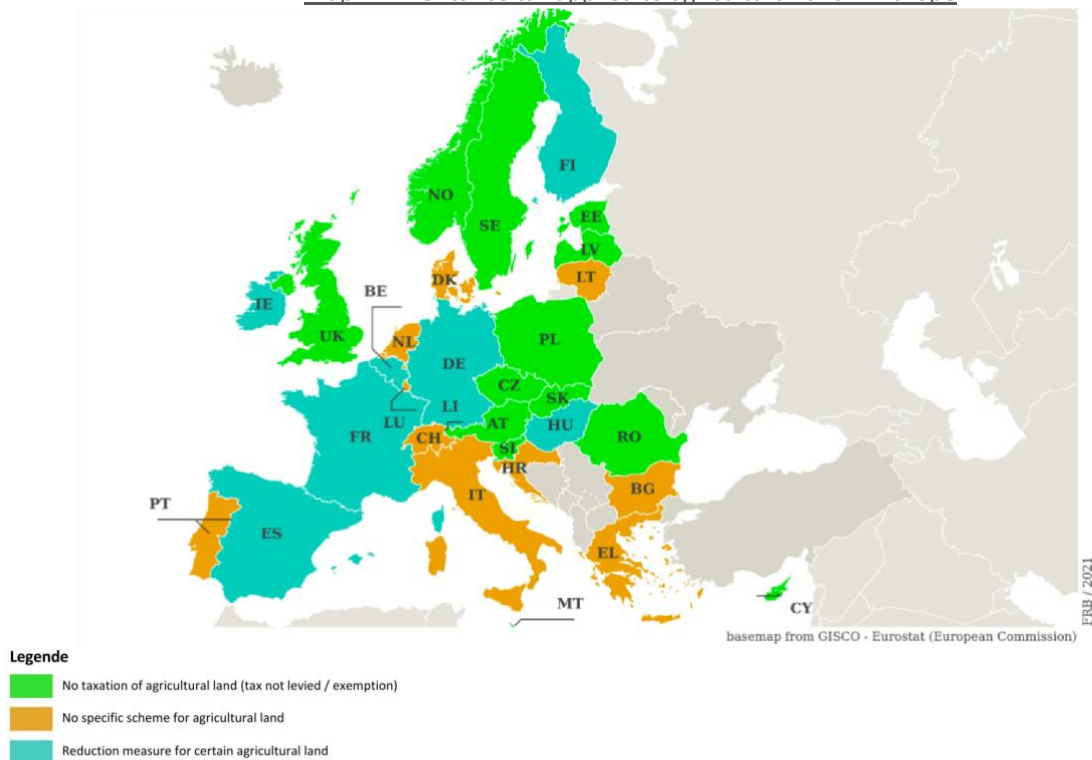 NO
SE
FI
EE
LV
LT
DK
IE
UK
BE
NL
DE
PL
CZ
SK
LU
LI
AT
HU
RO
FR
CH
SI
HR
IT
BG
PT
ES
EL
MT
CY
FRB / 2021
basemap from GISCO - Eurostat (European Commission)
Legende
No taxation of agricultural land (tax not levied / exemption)
No specific scheme for agricultural land
Reduction measure for certain agricultural land